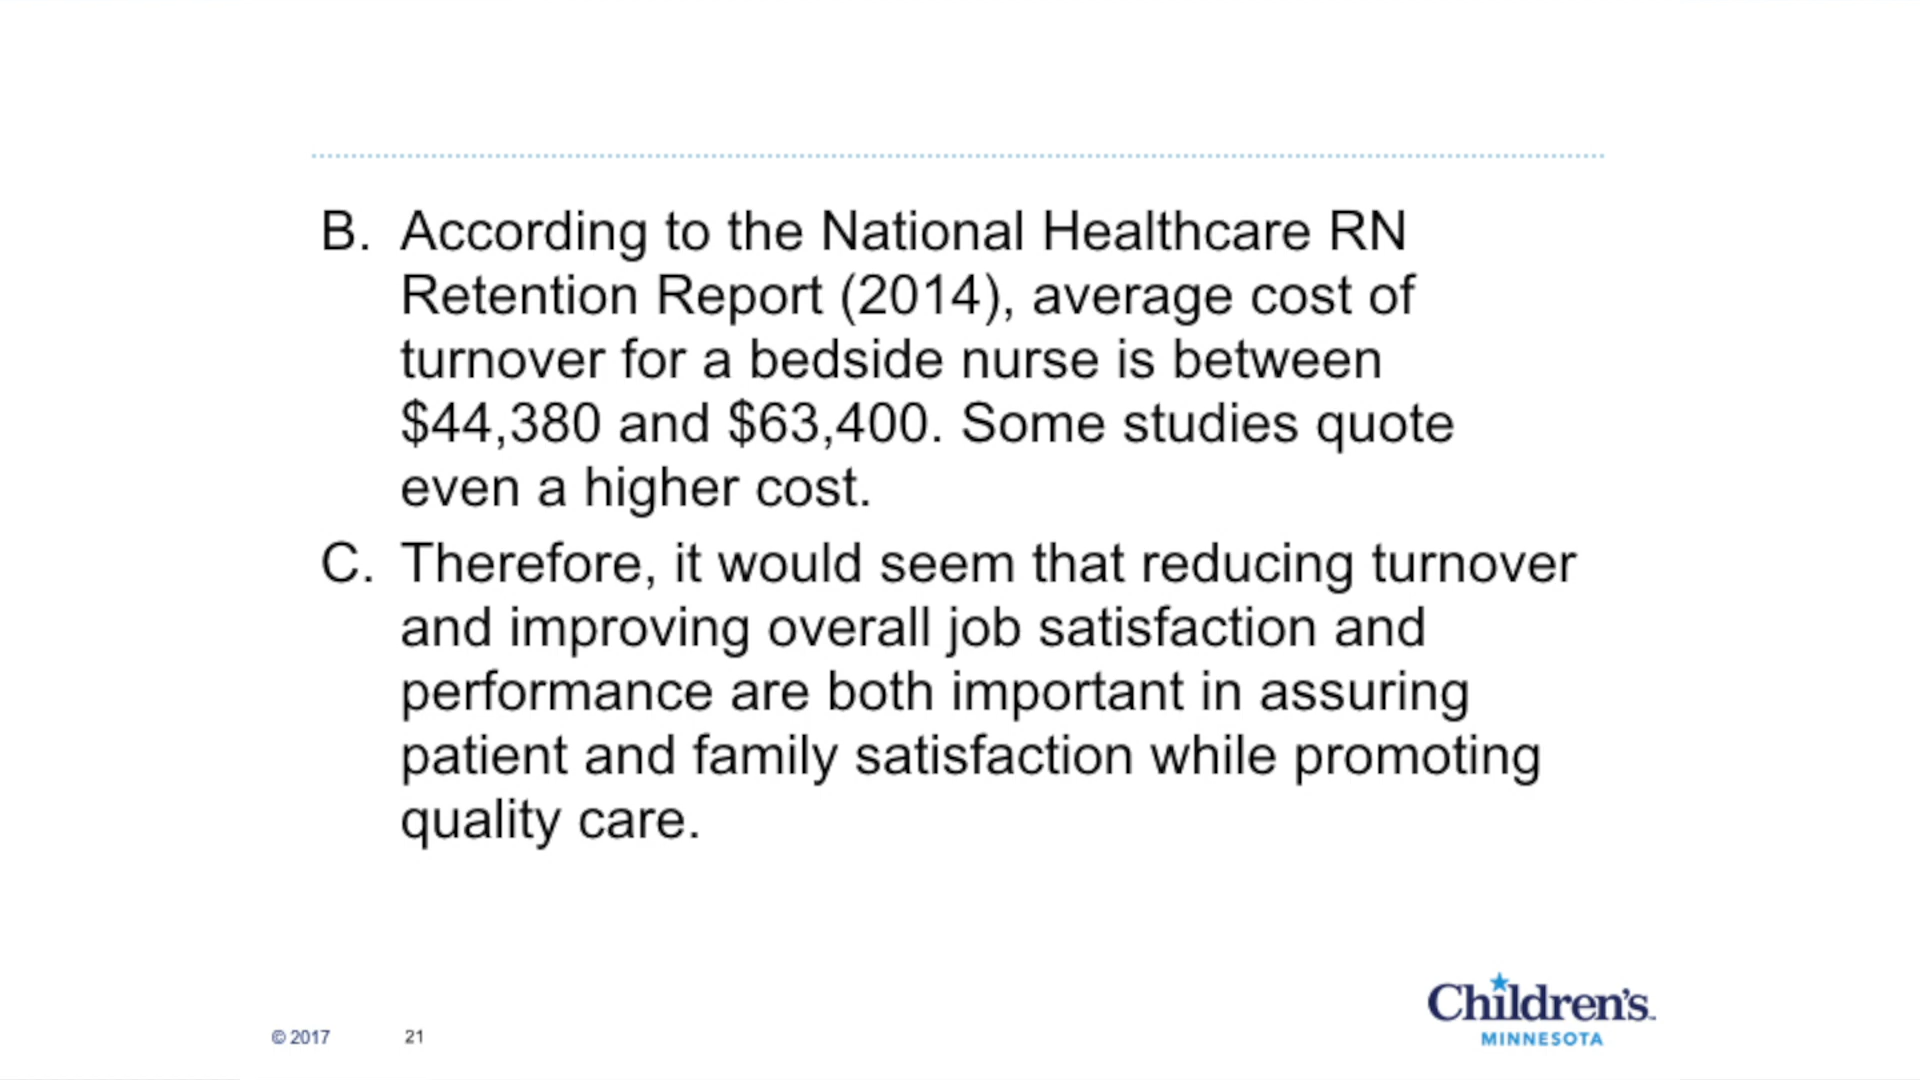 B. According to the National Healthcare RN
Retention Report (2014), average cost of
turnover for a bedside nurse is between
$44,380 and $63,400. Some studies quote
even a higher cost.
C. Therefore, it would seem that reducing turnover
and improving overall job satisfaction and
performance are both important in assuring
patient and family satisfaction while promoting
quality care.
Children's
MINNESOTA
© 2017 21